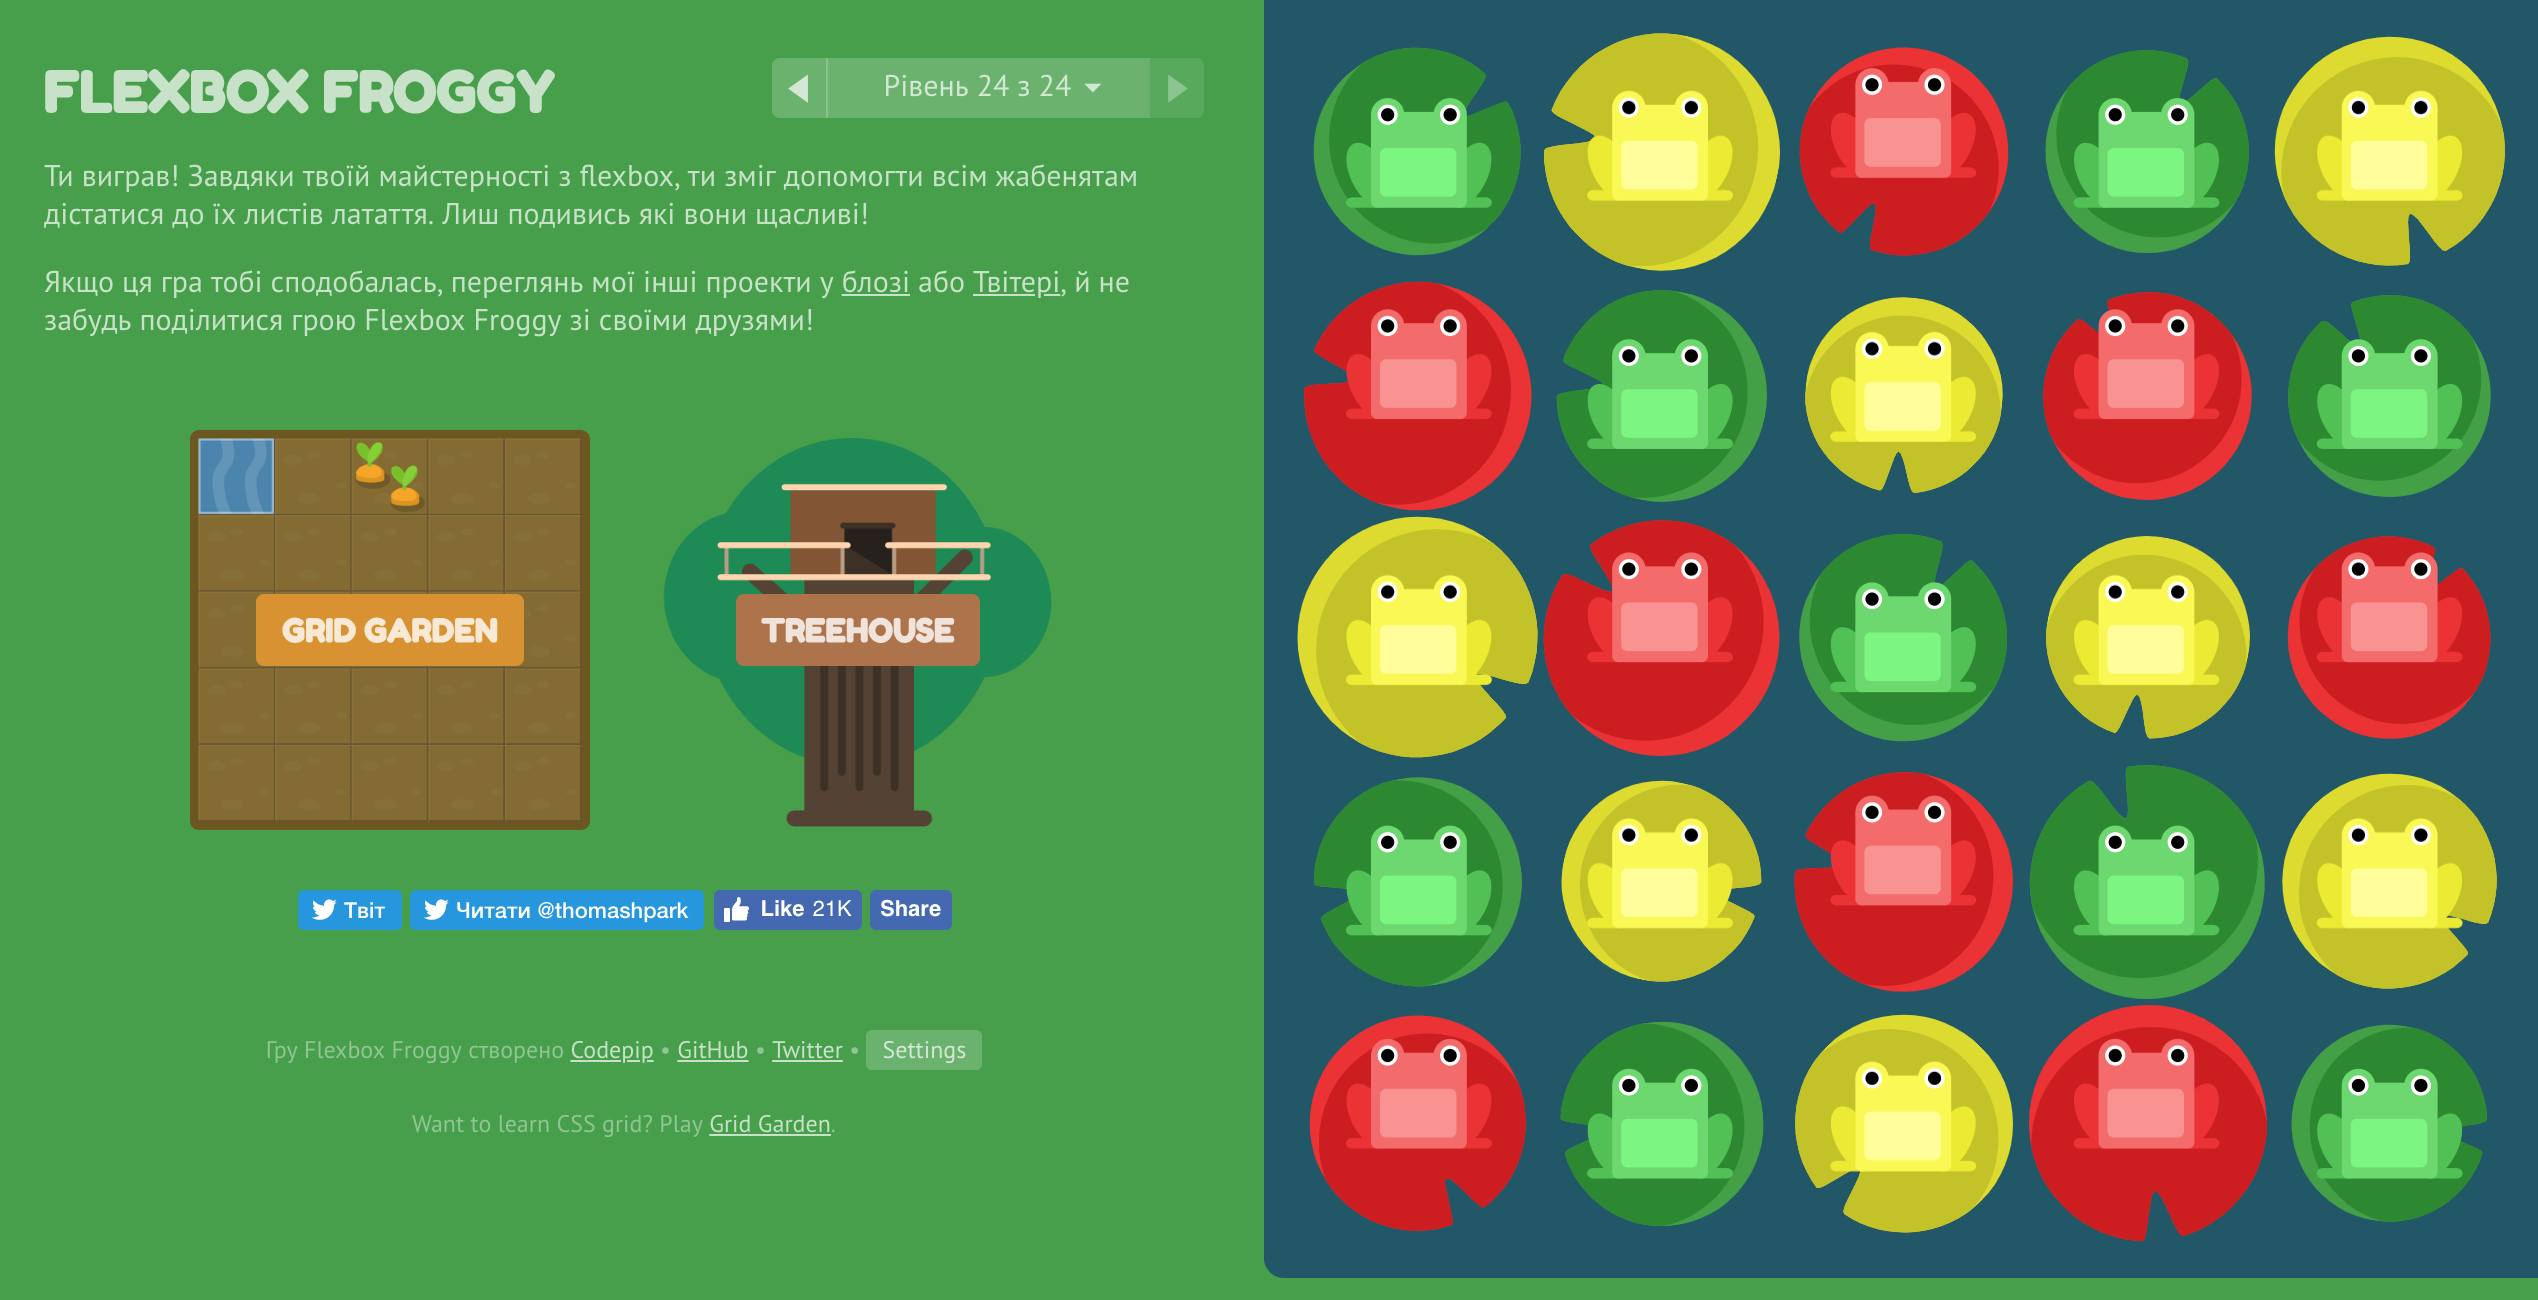 FLEXBOX FROGGY
Рівень 24 з 24
Ти виграв! Завдяки твоїй майстерності з flexbox, ти зміг допомогти всім жабенятам
дістатися до їх листів латаття. Лиш подивись які вони щасливі!
Якщо ця гра тобі сподобалась, переглянь мої інші проекти у блозі або Твітері, й не
забудь поділитися грою Flexbox Froggy зі своїми друзями!
GRID GARDEN
TREEHOUSE
Твіт
Читати @thomashpark
Like 21K
Share
Гру Flexbox Froggy створено Codepip • GitHub • Twitter • Settings
Want to learn CSS grid? Play Grid Garden.